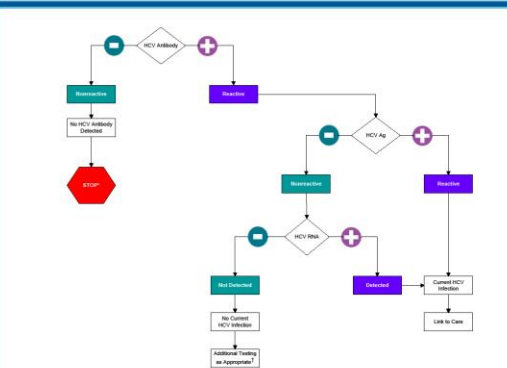 HCV Antibody
Nonreactive
Reactive
No HCV Antibody
Detected
STOP*
HCV Ag
Nonreactive
Reactive
HCV RNA
Not Detected
Detected
Current HCV
Infection
No Current
HCV Infection
Link to Care
Additional Testing
as Appropriate†